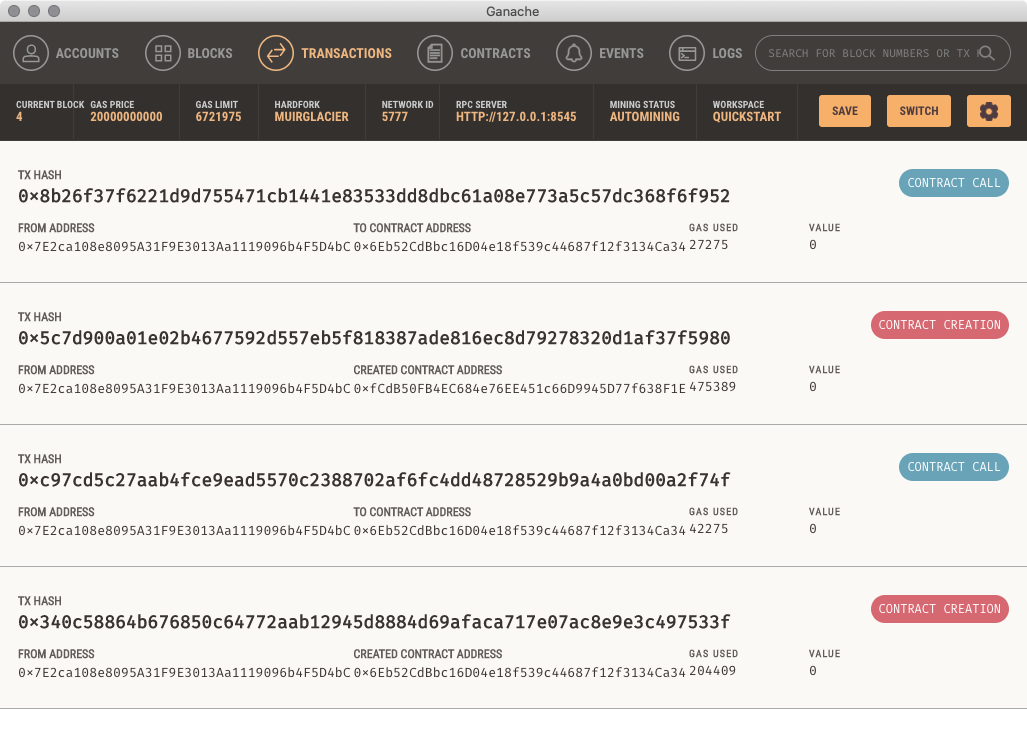 Ganache
ACCOUNTS BLOCKS TRANSACTIONS CONTRACTS EVENTS LOGS SEARCH FOR BLOCK NUMBERS OR TX
CURRENT BLOCK GAS PRICE GAS LIMIT HARDFORK NETWORK ID RPC SERVER MINING STATUS WORKSPACE
4 20000000000 6721975 MUIRGLACIER 5777 HTTP://127.0.0.1:8545 AUTOMINING QUICKSTART
SAVE SWITCH
TX HASH
0×8b26f37f6221d9d755471cb1441e83533dd8dbc61a08e773a5c57dc368f6f952
CONTRACT CALL
FROM ADDRESS TO CONTRACT ADDRESS GAS USED VALUE
0×7E2ca108e8095A31F9E3013Aa1119096b4F5D4bC 0×6Eb52CdBbc16D04e18f539c44687f12f3134Ca34 27275 0
TX HASH
0×5c7d900a01e02b4677592d557eb5f818387ade816ec8d79278320d1af37f5980
CONTRACT CREATION
FROM ADDRESS CREATED CONTRACT ADDRESS GAS USED VALUE
0×7E2ca108e8095A31F9E3013Aa1119096b4F5D4bC 0×fCdB50FB4EC684e76EE451c66D9945D77f638F1E 475389 0
TX HASH
0×c97cd5c27aab4fce9ead5570c2388702af6fc4dd48728529b9a4a0bd00a2f74f
CONTRACT CALL
FROM ADDRESS TO CONTRACT ADDRESS GAS USED VALUE
0×7E2ca108e8095A31F9E3013Aa1119096b4F5D4bC 0×6Eb52CdBbc16D04e18f539c44687f12f3134Ca34 42275 0
TX HASH
0×340c58864b676850c64772aab12945d8884d69afaca717e07ac8e9e3c497533f
CONTRACT CREATION
FROM ADDRESS CREATED CONTRACT ADDRESS GAS USED VALUE
0×7E2ca108e8095A31F9E3013Aa1119096b4F5D4bC 0×6Eb52CdBbc16D04e18f539c44687f12f3134Ca34 204409 0